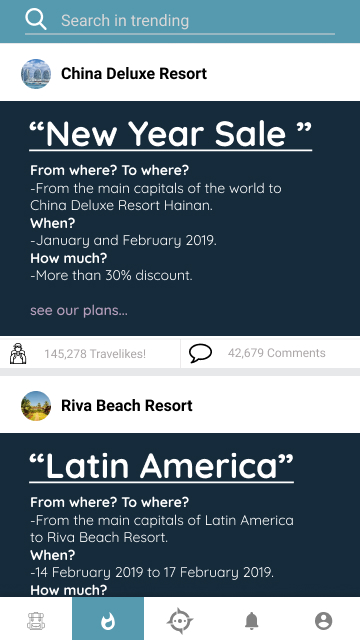 Search in trending
China Deluxe Resort
“New Year Sale ”
From where? To where?
-From the main capitals of the world to
China Deluxe Resort Hainan.
When?
-January and February 2019.
How much?
-More than 30% discount.
see our plans...
145,278 Travelikes!
42,679 Comments
Riva Beach Resort
“Latin America”
From where? To where?
-From the main capitals of Latin America
to Riva Beach Resort.
When?
-14 February 2019 to 17 February 2019.
How much?